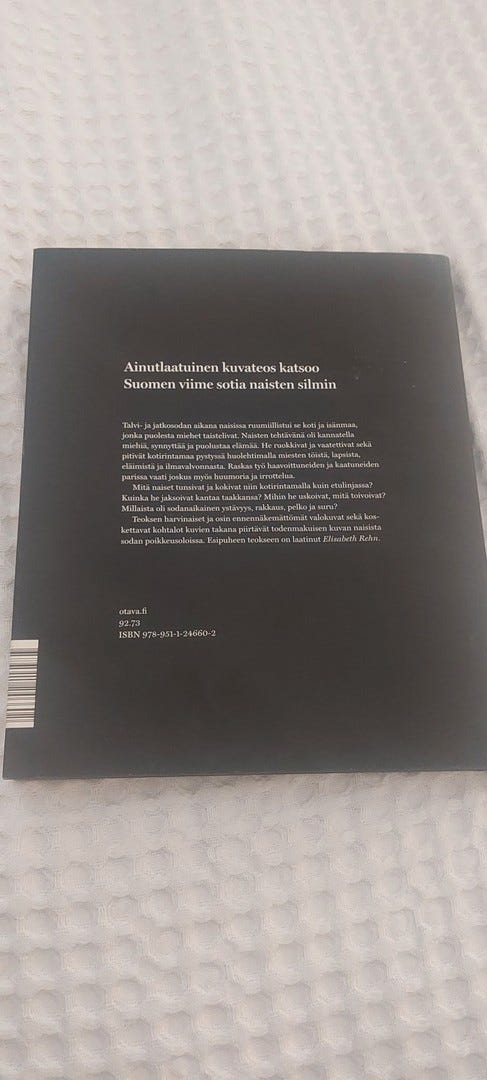 Ainutlaatuinen kuvateos katsoo
Suomen viime sotia naisten silmin
Talvi- ja jatkosodan aikana naisissa ruumiillistui se koti ja isänmaa,
jonka puolesta miehet taistelivat. Naisten tehtävänä oli kannatella
miehiä, synnyttää ja puolustaa elämää. He ruokkivat ja vaatettivat sekä
pitivät kotirintamaa pystyssä huolehtimalla miesten töistä, lapsista,
eläimistä ja ilmavalvonnasta. Raskas työ haavoittuneiden ja kaatuneiden
parissa vaati joskus myös huumoria ja irrottelua.
Mitä naiset tunsivat ja kokivat niin kotirintamalla kuin etulinjassa?
Kuinka he jaksoivat kantaa taakkansa? Mihin he uskoivat, mitä toivoivat?
Millaista oli sodanaikainen ystävyys, rakkaus, pelko ja suru?
Teoksen harvinaiset ja osin ennennäkemättömät valokuvat sekä kos-
kettavat kohtalot kuvien takana piirtävät todenmakuisen kuvan naisista
sodan poikkeusoloissa. Esipuheen teokseen on laatinut Elisabeth Rehn.
otava.fi
92.73
ISBN 978-951-1-24660-2